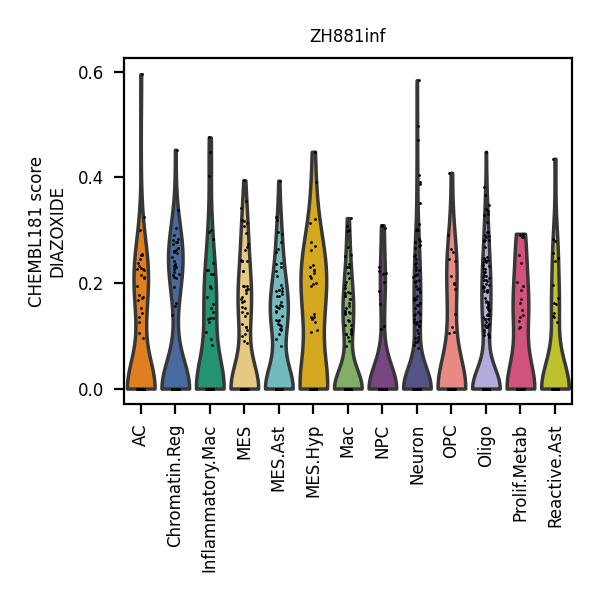 ZH881inf
CHEMBL181 score
DIAZOXIDE
0.6
0.4
0.2
0.0
AC
Chromatin.Reg
Inflammatory.Mac
MES
MES.Ast
MES.Hyp
Mac
NPC
Neuron
OPC
Oligo
Prolif.Metab
Reactive.Ast